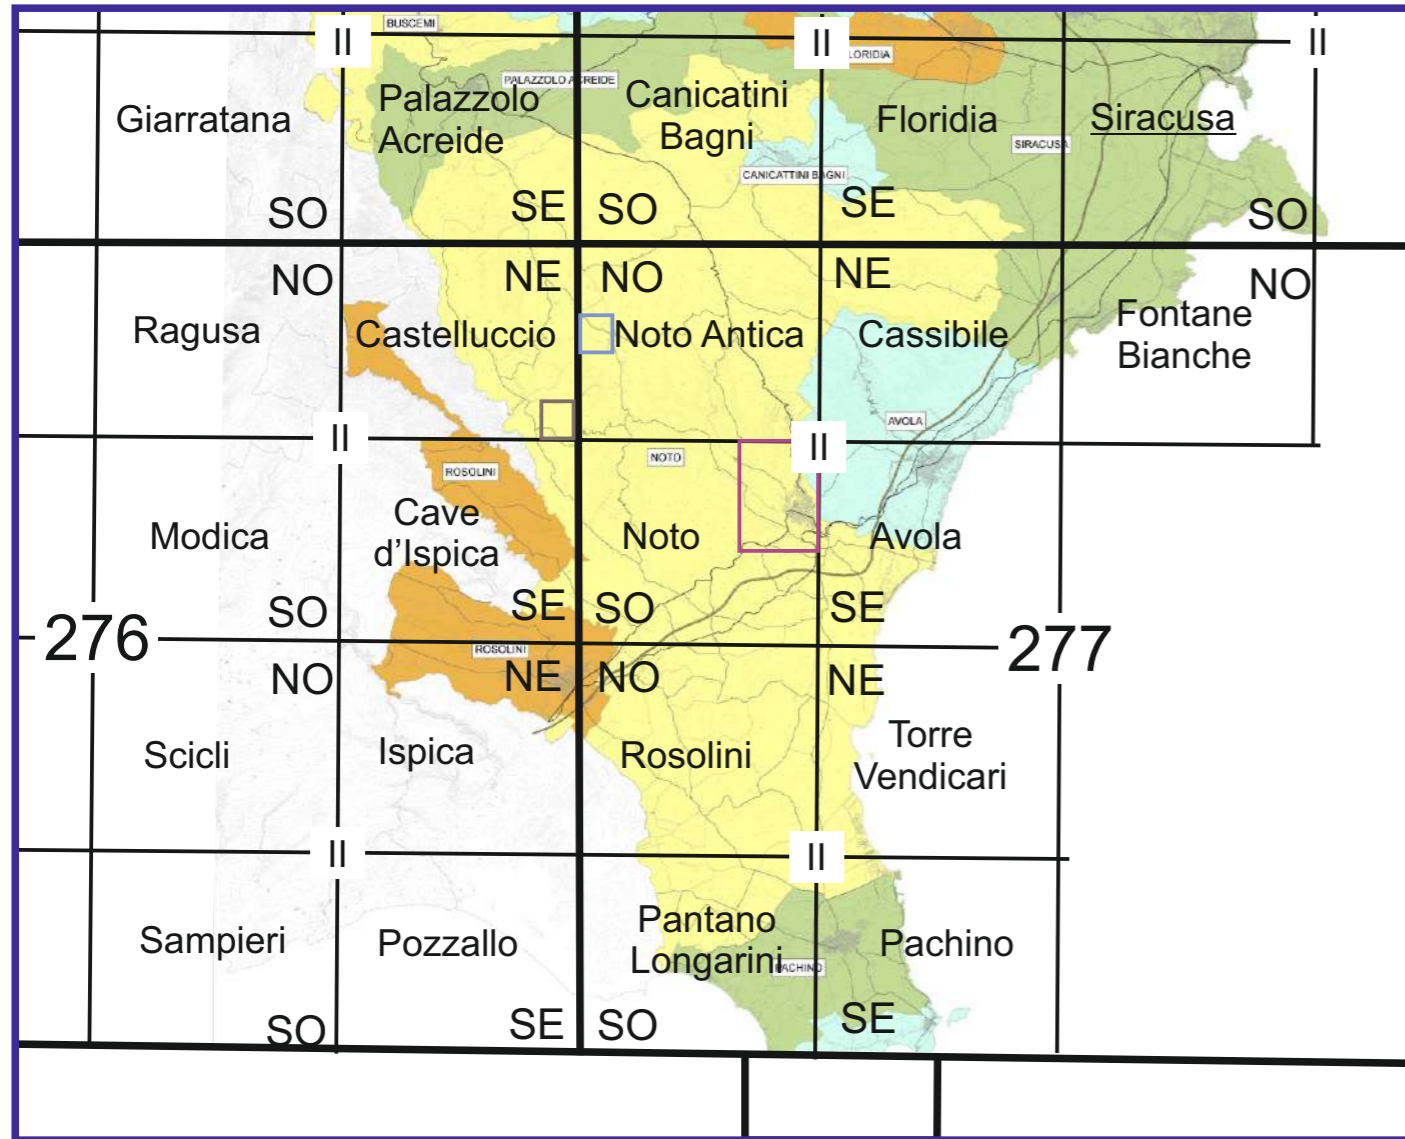 BUSCEMI
II
II
LORIDIA
II
PALAZZOLO ACREIDE
Giarratana
Palazzolo
Acreide
Canicatini
Bagni
Floridia
Siracusa
SIRACUSA
CANICATTINI BAGNI
SO
SE
SO
SE
SO
NO
NE
NO
NE
NO
Ragusa
Castelluccio
Noto Antica
Cassibile
Fontane
Bianche
AVOLA
II
II
NOTO
ROSOLINI
Modica
Cave
d'Ispica
Noto
Avola
SO
SE
SO
SE
276
277
ROSOLINI
NO
NE
NO
NE
Scicli
Ispica
Rosolini
Torre
Vendicari
II
II
Sampieri
Pozzallo
Pantano
Longarini
Pachino
PACHINO
SO
SE
SO
SE